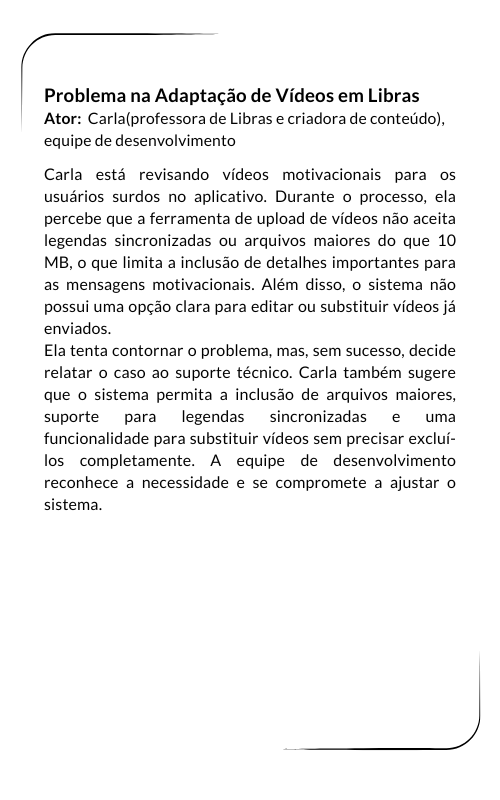 Problema na Adaptação de Vídeos em Libras
Ator: Carla(professora de Libras e criadora de conteúdo),
equipe de desenvolvimento
Carla está revisando vídeos motivacionais para os
usuários surdos no aplicativo. Durante o processo, ela
percebe que a ferramenta de upload de vídeos não aceita
legendas sincronizadas ou arquivos maiores do que 10
MB, o que limita a inclusão de detalhes importantes para
as mensagens motivacionais. Além disso, o sistema não
possui uma opção clara para editar ou substituir vídeos já
enviados.
Ela tenta contornar o problema, mas, sem sucesso, decide
relatar o caso ao suporte técnico. Carla também sugere
que o sistema permita a inclusão de arquivos maiores,
suporte para legendas sincronizadas e uma
funcionalidade para substituir vídeos sem precisar excluí-
los completamente. A equipe de desenvolvimento
reconhece a necessidade e se compromete a ajustar o
sistema.